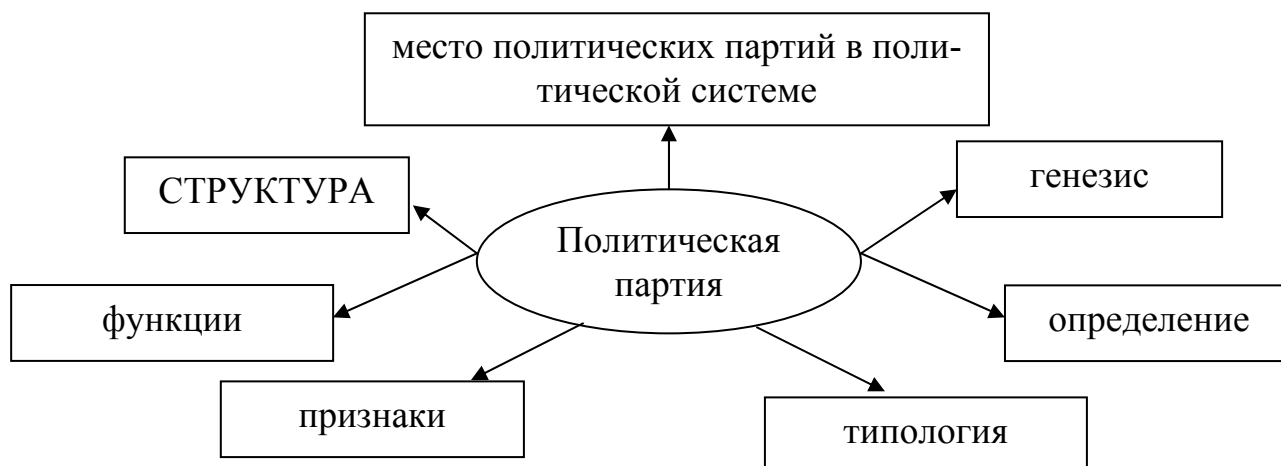 место политических партий в поли-
тической системе
СТРУКТУРА
генезис
Политическая
партия
функции
определение
признаки
типология